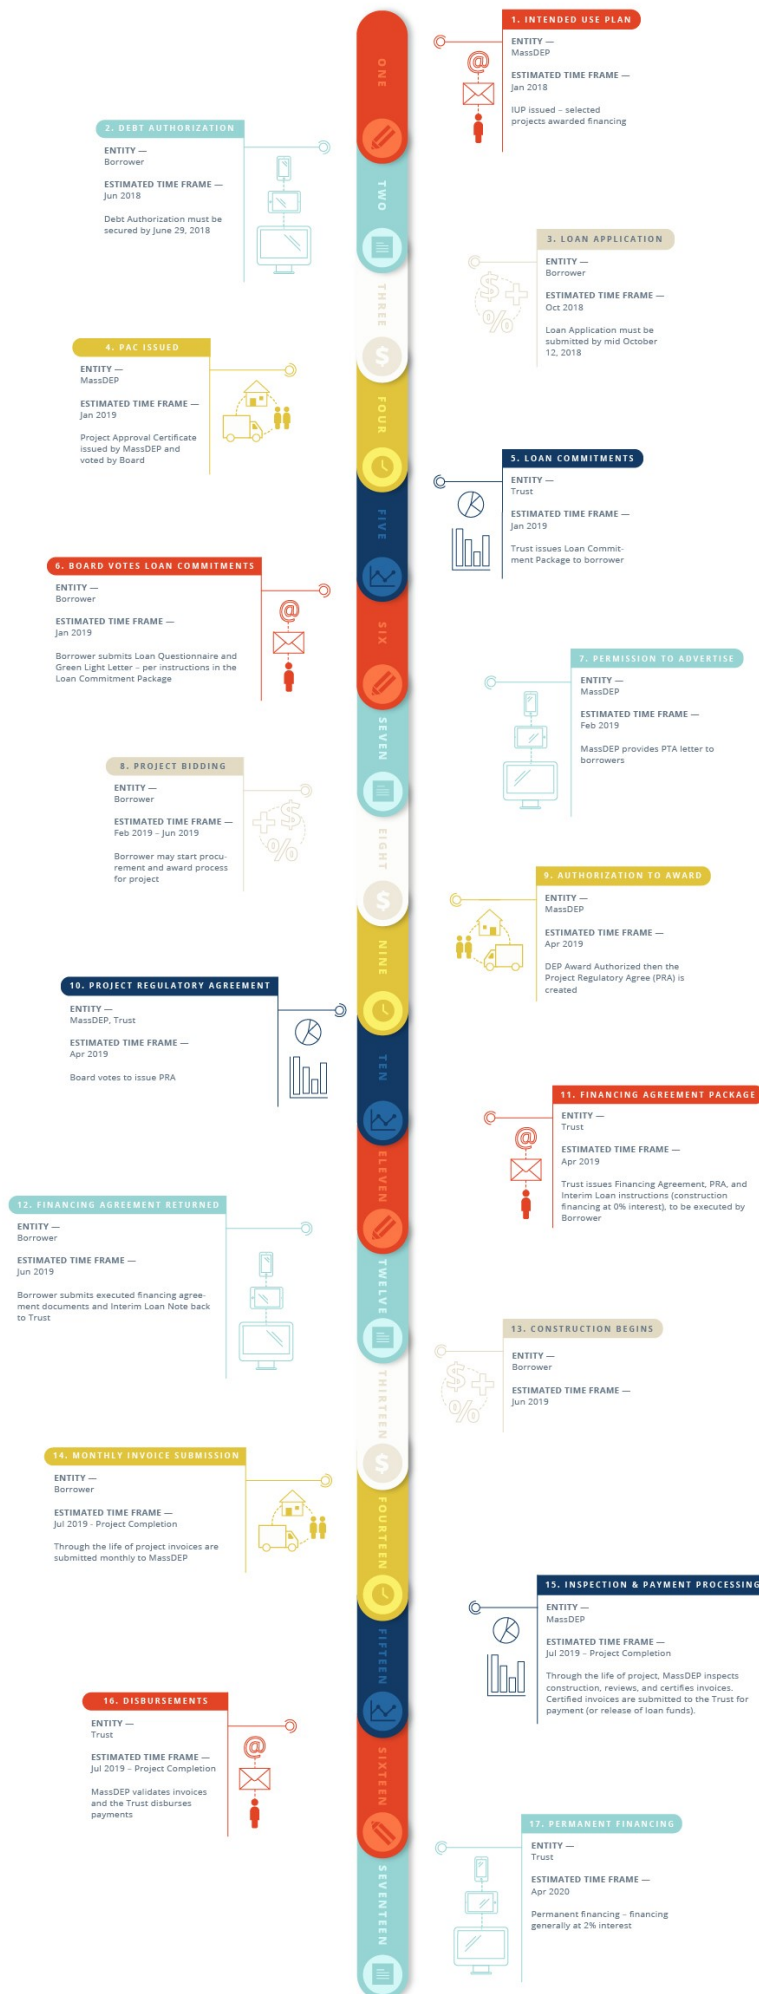 1. INTENDED USE PLAN
ENTITY —
MassDEP
ESTIMATED TIME FRAME —
Jan 2018
IUP issued – selected
projects awarded financing
ONE
2. DEBT AUTHORIZATION
ENTITY —
Borrower
ESTIMATED TIME FRAME —
Jun 2018
Debt Authorization must be
secured by June 29, 2018
TWO
3. LOAN APPLICATION
ENTITY —
Borrower
ESTIMATED TIME FRAME —
Oct 2018
Loan Application must be
submitted by mid October
12, 2018
THREE
4. PAC ISSUED
ENTITY —
MassDEP
ESTIMATED TIME FRAME —
Jan 2019
Project Approval Certificate
issued by MassDEP and
voted by Board
FOUR
5. LOAN COMMITMENTS
ENTITY —
Trust
ESTIMATED TIME FRAME —
Jan 2019
Trust issues Loan Commit-
ment Package to borrower
FIVE
6. BOARD VOTES LOAN COMMITMENTS
ENTITY —
Borrower
ESTIMATED TIME FRAME —
Jan 2019
Borrower submits Loan Questionnaire and
Green Light Letter – per instructions in the
Loan Commitment Package
SIX
7. PERMISSION TO ADVERTISE
ENTITY —
MassDEP
ESTIMATED TIME FRAME —
Feb 2019
MassDEP provides PTA letter to
borrowers
SEVEN
8. PROJECT BIDDING
ENTITY —
Borrower
ESTIMATED TIME FRAME —
Feb 2019 – Jun 2019
Borrower may start procu-
rement and award process
for project
EIGHT
9. AUTHORIZATION TO AWARD
ENTITY —
MassDEP
ESTIMATED TIME FRAME —
Apr 2019
DEP Award Authorized then the
Project Regulatory Agree (PRA) is
created
NINE
10. PROJECT REGULATORY AGREEMENT
ENTITY —
MassDEP, Trust
ESTIMATED TIME FRAME —
Apr 2019
Board votes to issue PRA
TEN
11. FINANCING AGREEMENT PACKAGE
ENTITY —
Trust
ESTIMATED TIME FRAME —
Apr 2019
Trust issues Financing Agreement, PRA, and
Interim Loan instructions (construction
financing at 0% interest), to be executed by
Borrower
ELEVEN
12. FINANCING AGREEMENT RETURNED
ENTITY —
Borrower
ESTIMATED TIME FRAME —
Jun 2019
Borrower submits executed financing agree-
ment documents and Interim Loan Note back
to Trust
TWELVE
13. CONSTRUCTION BEGINS
ENTITY —
Borrower
ESTIMATED TIME FRAME —
Jun 2019
THIRTEEN
14. MONTHLY INVOICE SUBMISSION
ENTITY —
Borrower
ESTIMATED TIME FRAME —
Jul 2019 - Project Completion
Through the life of project invoices are
submitted monthly to MassDEP
FOURTEEN
15. INSPECTION & PAYMENT PROCESSING
ENTITY —
MassDEP
ESTIMATED TIME FRAME —
Jul 2019 – Project Completion
Through the life of project, MassDEP inspects
construction, reviews, and certifies invoices.
Certified invoices are submitted to the Trust for
payment (or release of loan funds).
FIFTEEN
16. DISBURSEMENTS
ENTITY —
Trust
ESTIMATED TIME FRAME —
Jul 2019 – Project Completion
MassDEP validates invoices
and the Trust disburses
payments
SIXTEEN
17. PERMANENT FINANCING
ENTITY —
Trust
ESTIMATED TIME FRAME —
Apr 2020
Permanent financing – financing
generally at 2% interest
SEVENTEEN